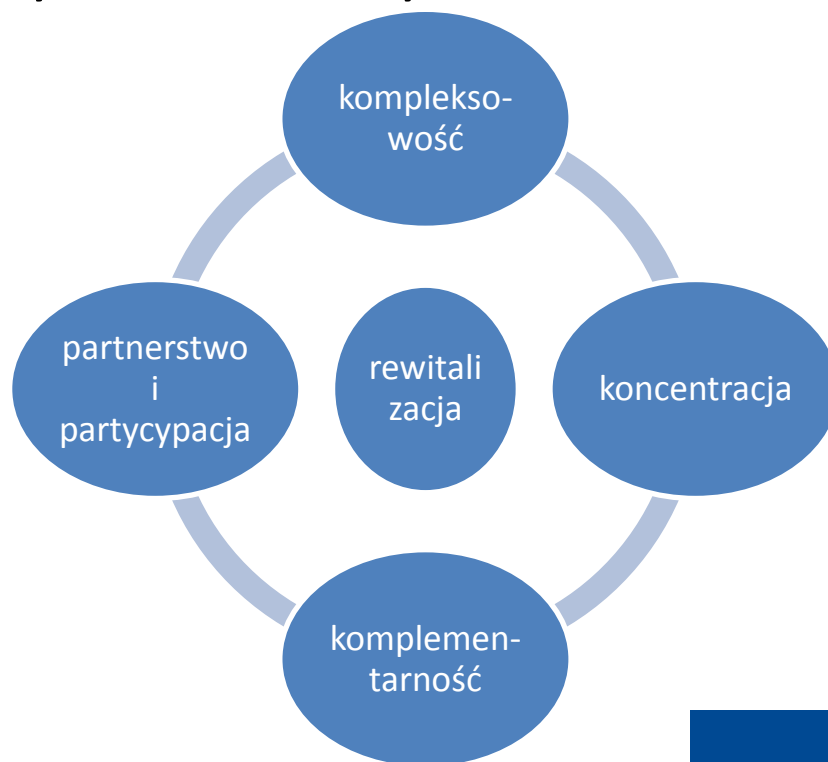 komplekso-
wość
partnerstwo
i
partycypacja
rewitali
zacja
koncentracja
komplemen-
tarność